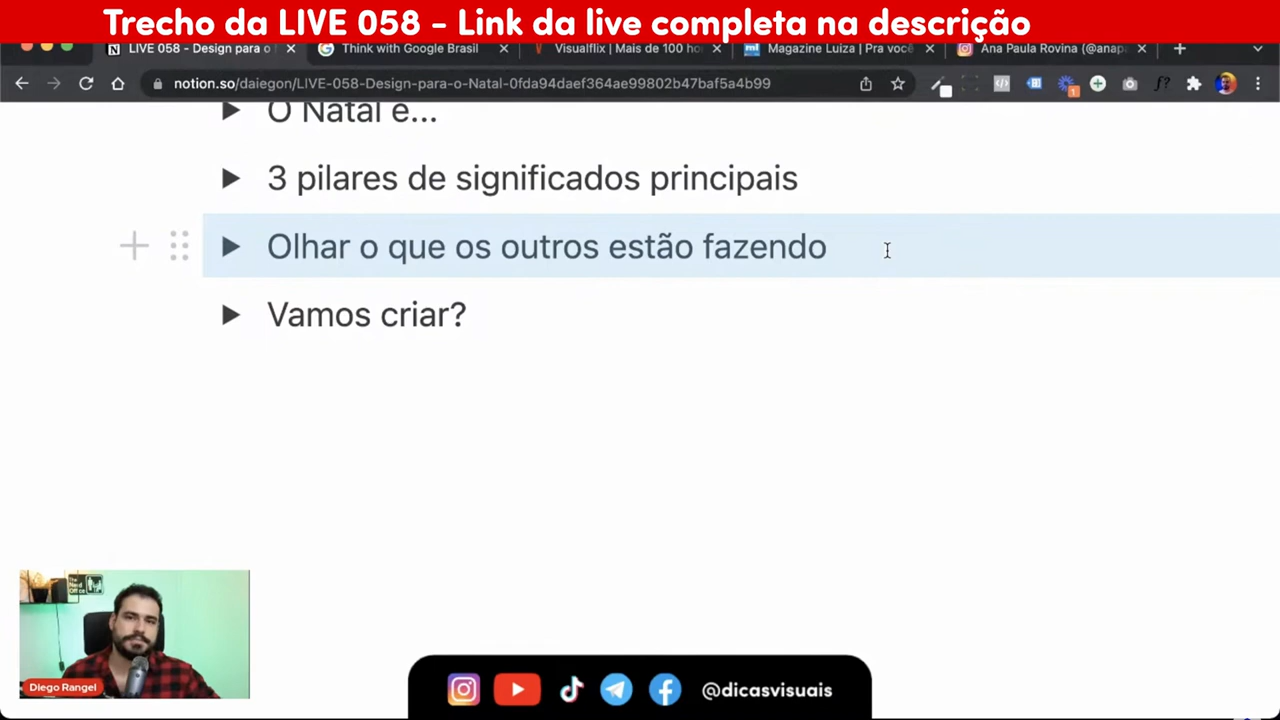 Trecho da LIVE 058 - Link da live completa na descrição
LIVE 058 - Design para o
Think with Google Brasil
Visualflix | Mais de 100 ho
Magazine Luiza | Pra você
Ana Paula Rovina (@anap
notion.so/daiegon/LIVE-058-Design-para-o-Natal-0fda94daef364ae99802b47baf5a4b99
O Natal é...
3 pilares de significados principais
Olhar o que os outros estão fazendo
Vamos criar?
The Nerd Office
Diego Rangel
@dicasvisuais